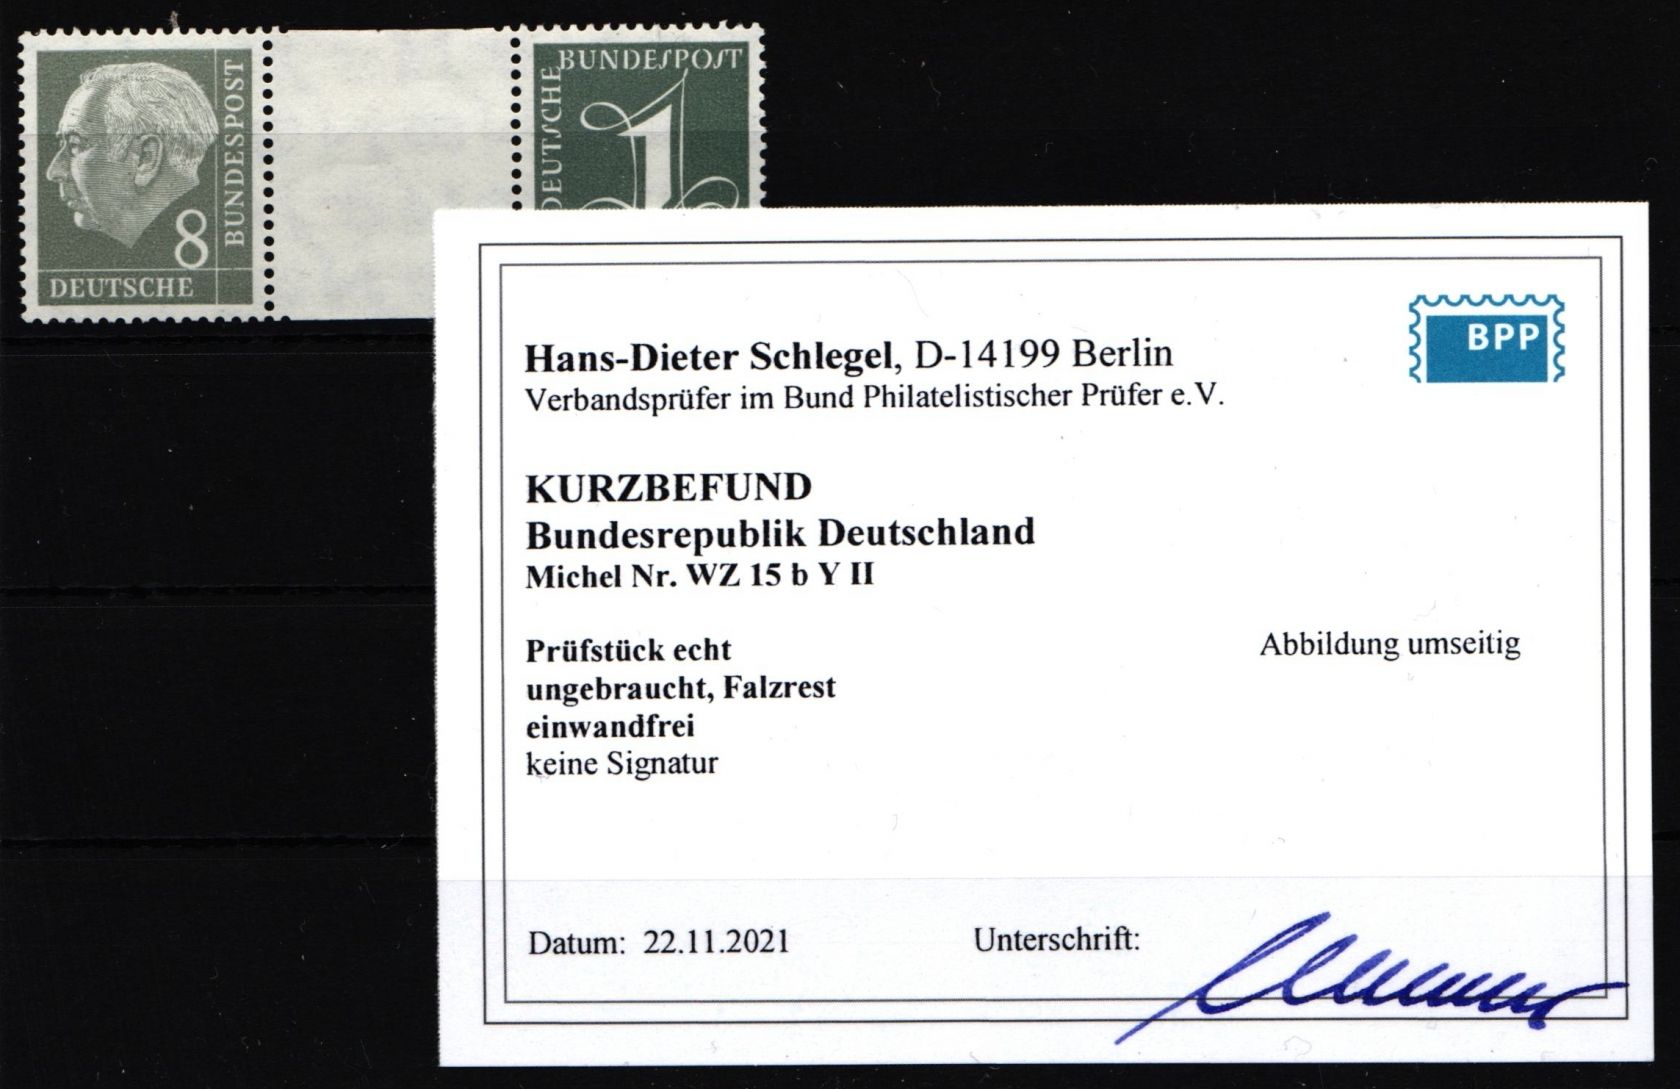 BUNDESPOST
8
DEUTSCHE
BUNDESPOST
DEUTSCHE
1
BPP
Hans-Dieter Schlegel, D-14199 Berlin
Verbandsprüfer im Bund Philatelistischer Prüfer e.V.
KURZBEFUND
Bundesrepublik Deutschland
Michel Nr. WZ 15 b Y II
Prüfstück echt
Abbildung umseitig
ungebraucht, Falzrest
einwandfrei
keine Signatur
Datum: 22.11.2021
Unterschrift: